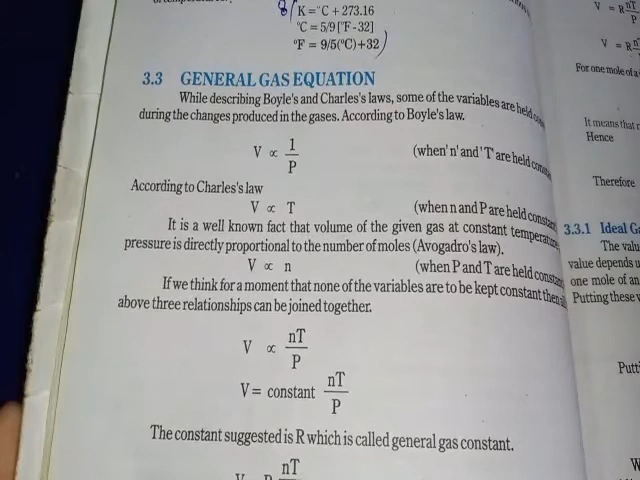 K = °C + 273.16
°C = 5/9 [°F - 32]
°F = 9/5(°C) + 32
3.3 GENERAL GAS EQUATION
While describing Boyle's and Charles's laws, some of the variables are held
during the changes produced in the gases. According to Boyle's law.
V ∝ 1/P (when 'n' and 'T' are held
According to Charles's law
V ∝ T (when n and P are held constant
It is a well known fact that volume of the given gas at constant temperature
pressure is directly proportional to the number of moles (Avogadro's law).
V ∝ n (when P and T are held constant
If we think for a moment that none of the variables are to be kept constant then
above three relationships can be joined together.
V ∝ nT/P
V = constant nT/P
The constant suggested is R which is called general gas constant.
nT
V = R nT/P
For one mole of a
It means that
Hence
Therefore
3.3.1 Ideal
The
value depends
one mole of an
Putting these